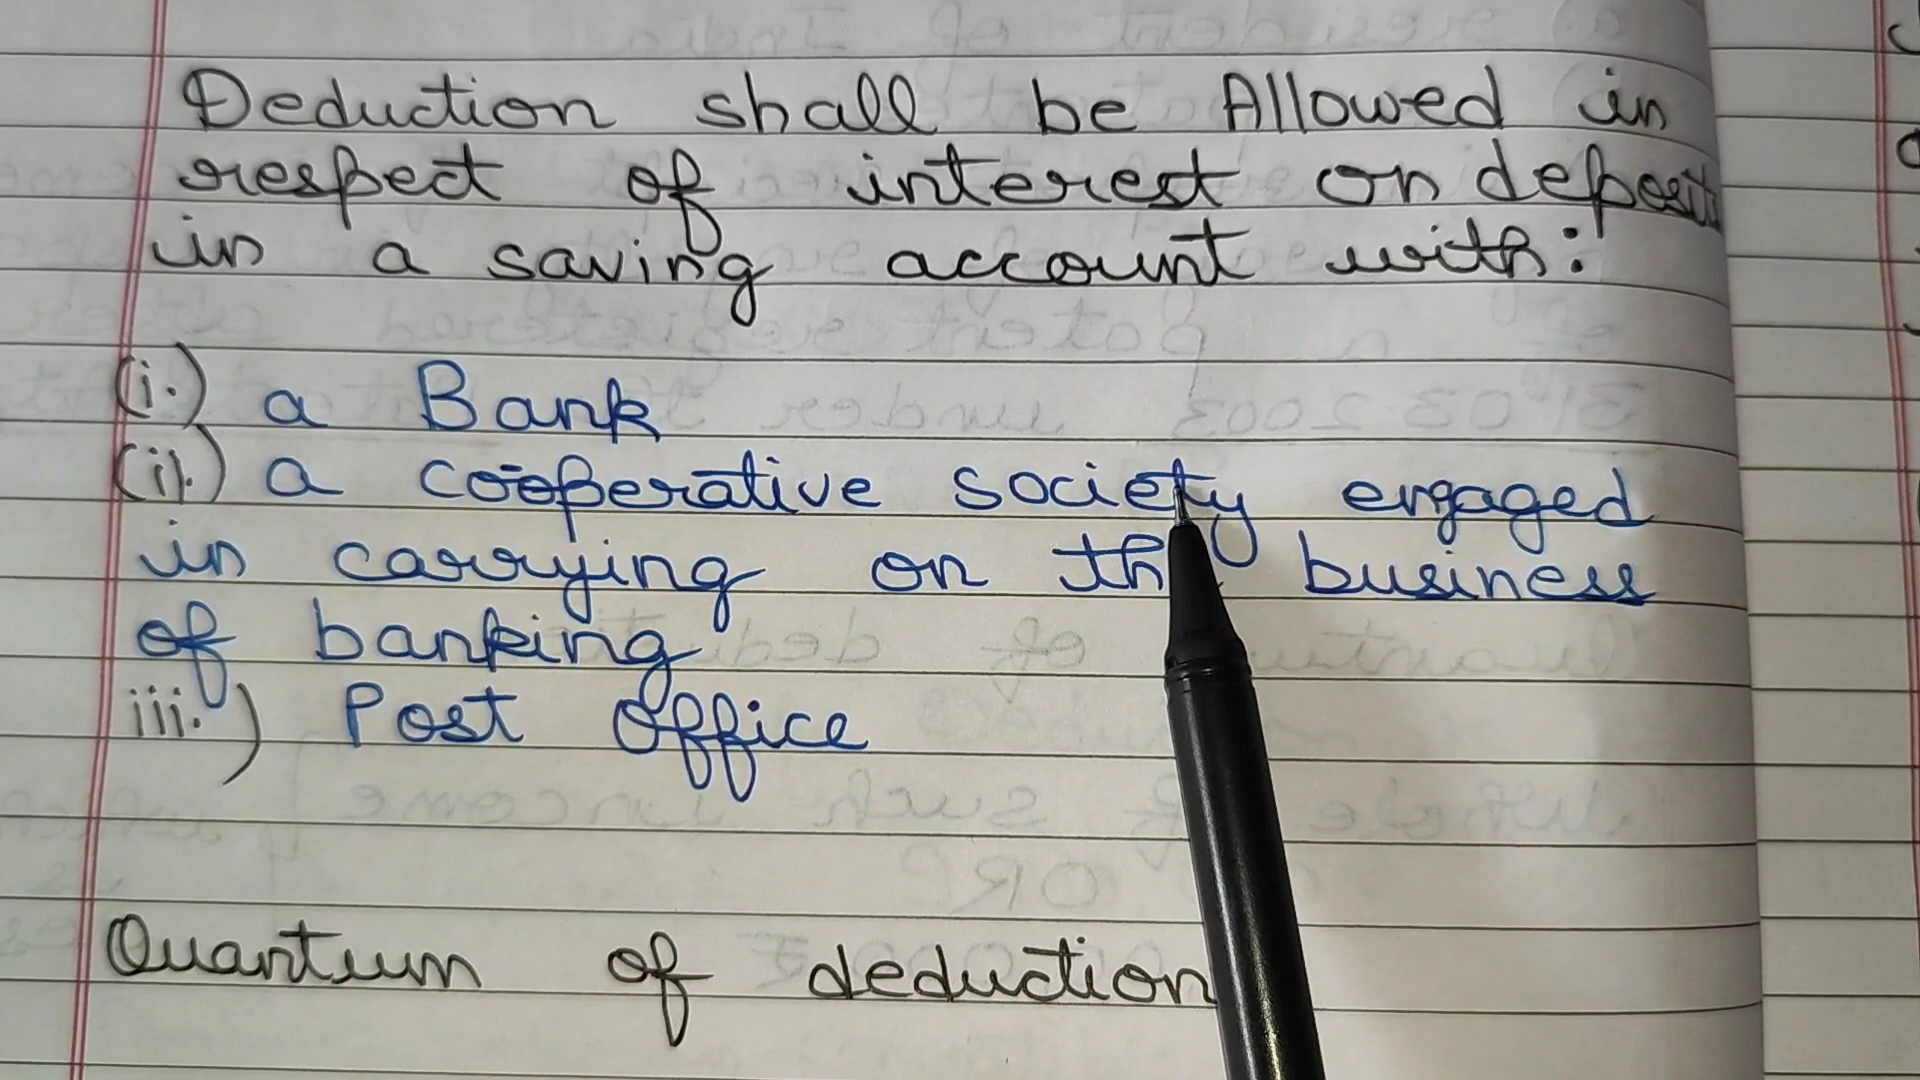 Deduction shall be Allowed in
respect of interest on deposit
in a saving account with:
(i.) a Bank
(ii.) a cooperative society engaged
in carrying on the business
of banking
iii.) Post Office
Quantum of deduction